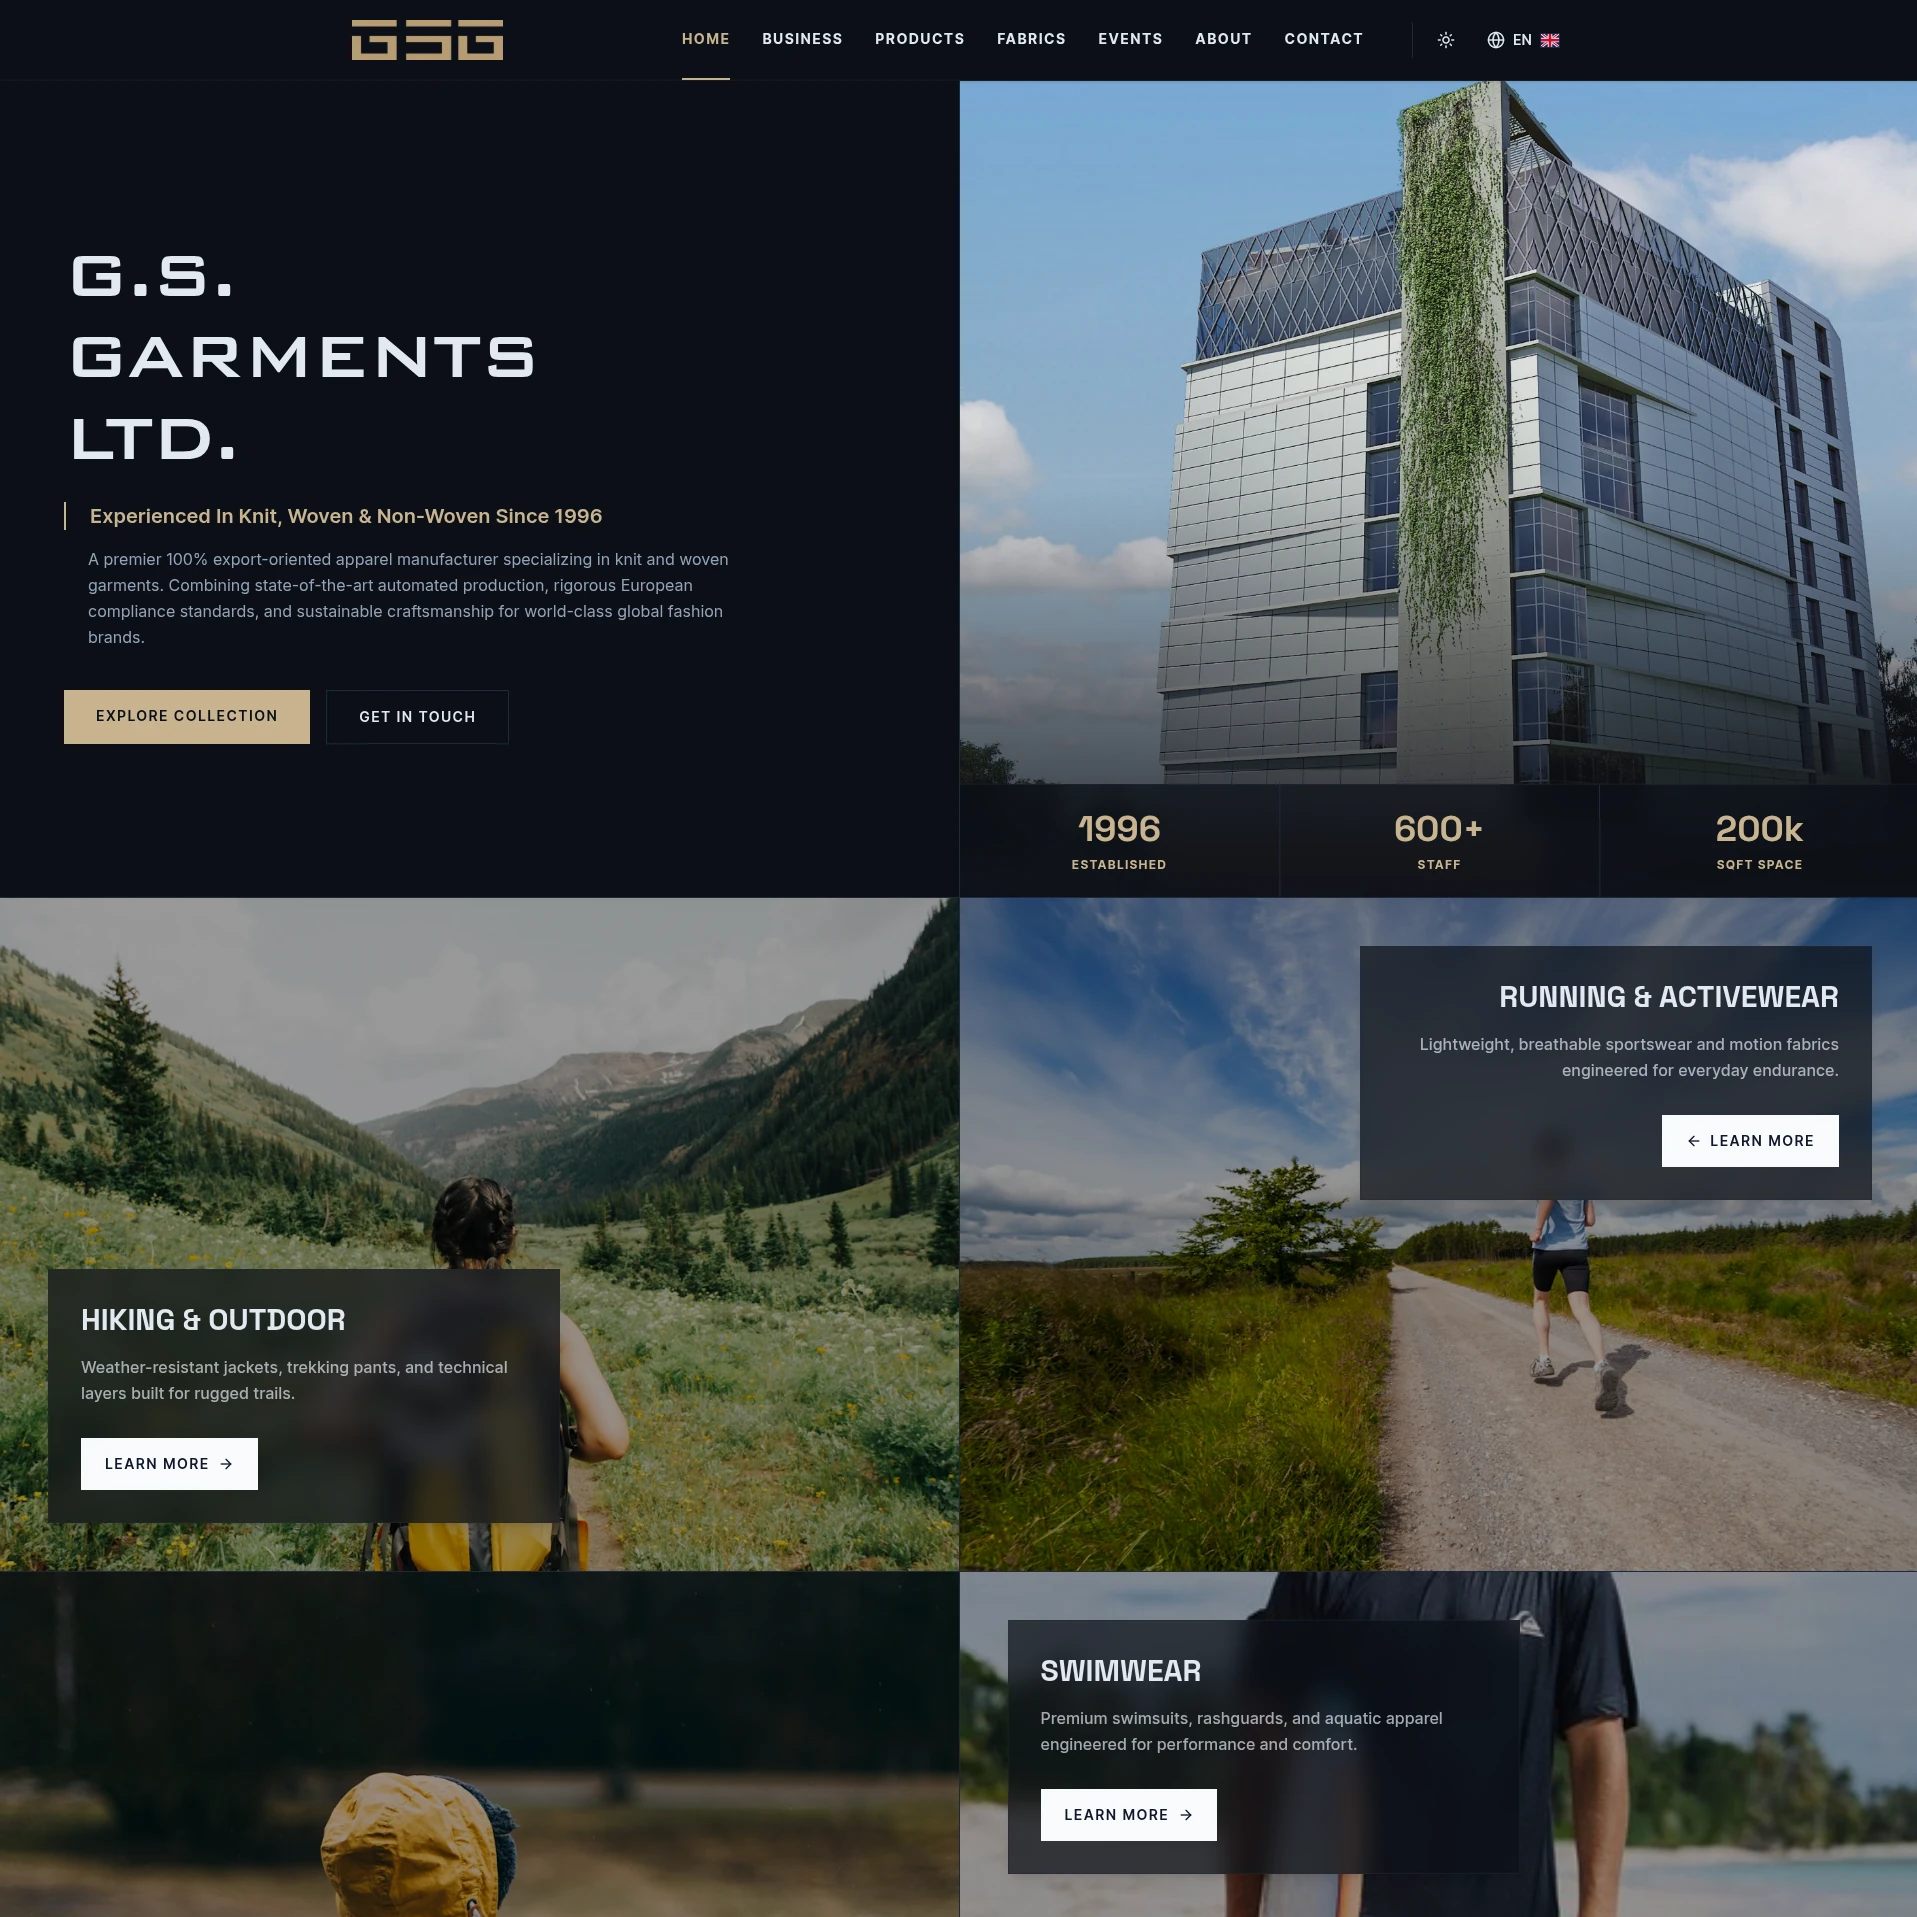 GSG
HOME
BUSINESS
PRODUCTS
FABRICS
EVENTS
ABOUT
CONTACT
EN
G.S.
GARMENTS
LTD.
Experienced In Knit, Woven & Non-Woven Since 1996
A premier 100% export-oriented apparel manufacturer specializing in knit and woven
garments. Combining state-of-the-art automated production, rigorous European
compliance standards, and sustainable craftsmanship for world-class global fashion
brands.
EXPLORE COLLECTION
GET IN TOUCH
1996
ESTABLISHED
600+
STAFF
200k
SQFT SPACE
HIKING & OUTDOOR
Weather-resistant jackets, trekking pants, and technical
layers built for rugged trails.
LEARN MORE →
RUNNING & ACTIVEWEAR
Lightweight, breathable sportswear and motion fabrics
engineered for everyday endurance.
← LEARN MORE
SWIMWEAR
Premium swimsuits, rashguards, and aquatic apparel
engineered for performance and comfort.
LEARN MORE →